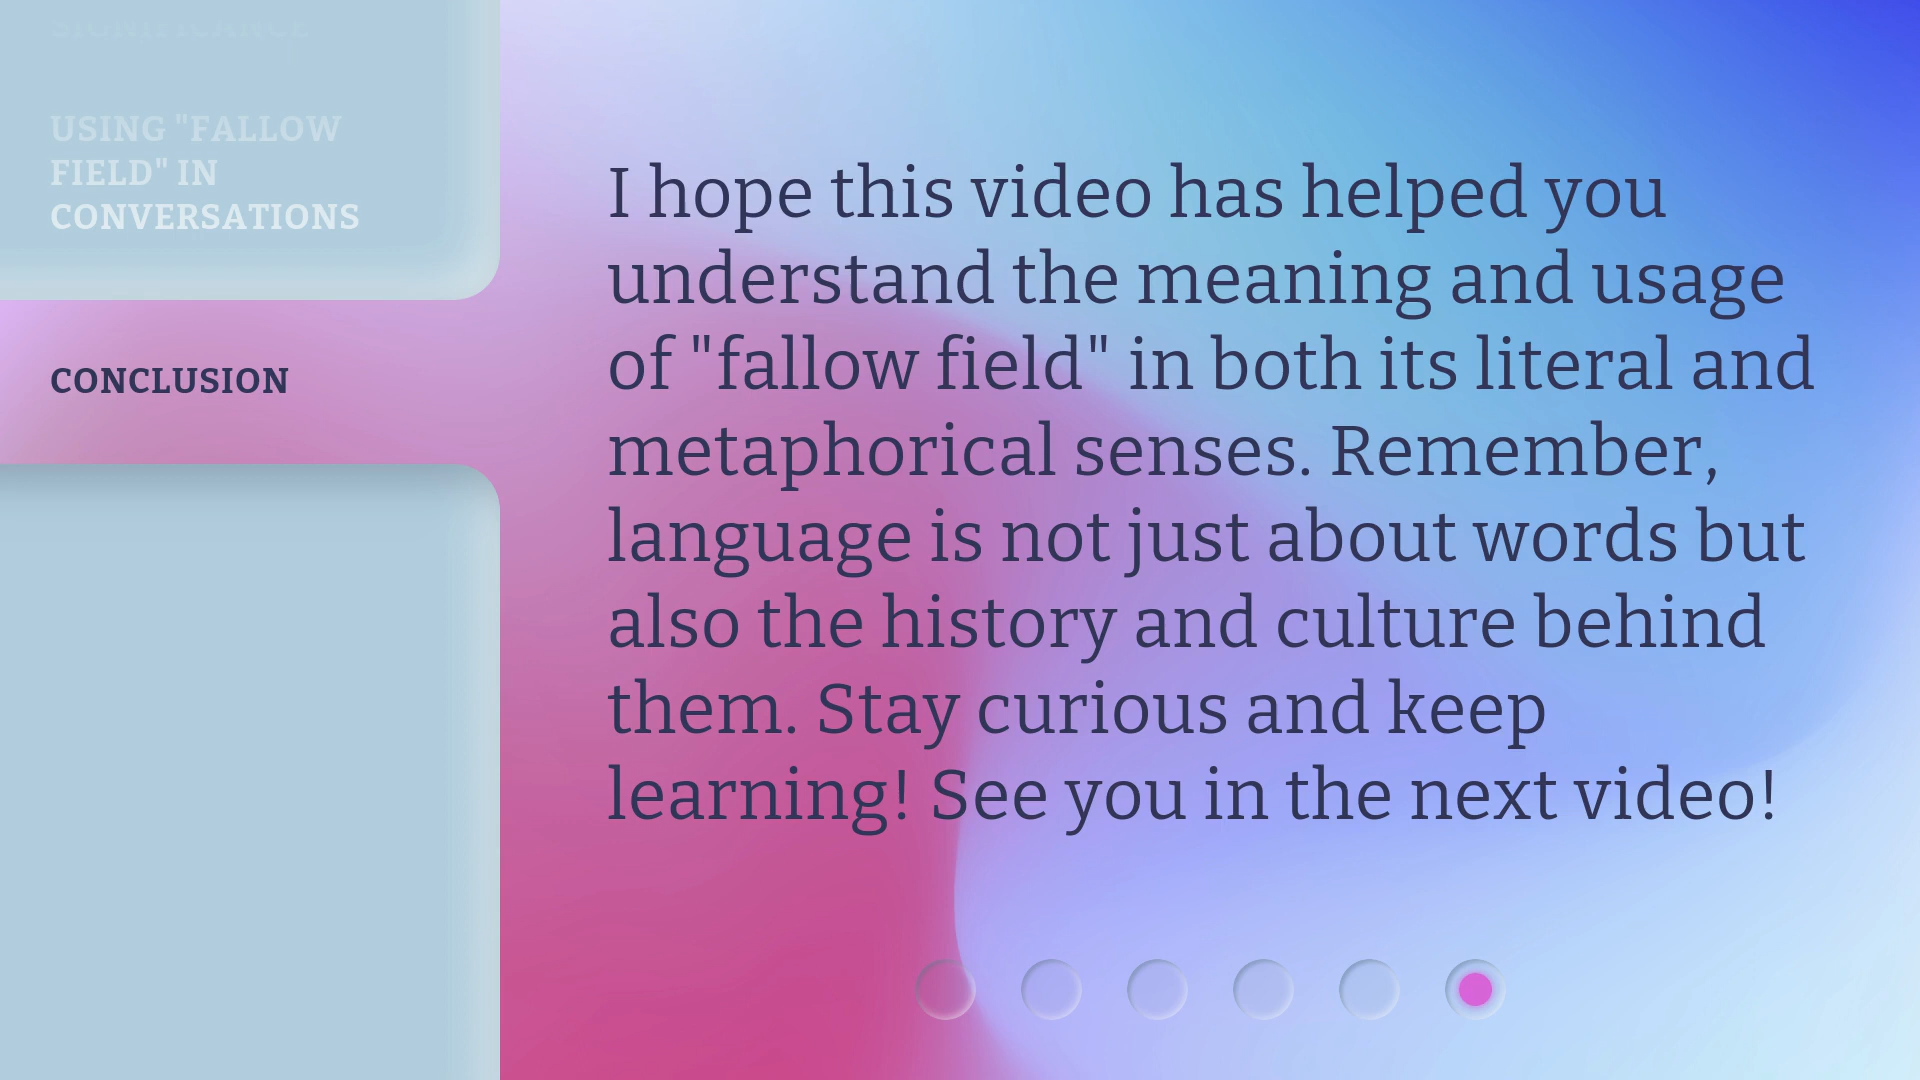 SIGNIFICANCE
USING "FALLOW
FIELD" IN
CONVERSATIONS
CONCLUSION
I hope this video has helped you
understand the meaning and usage
of "fallow field" in both its literal and
metaphorical senses. Remember,
language is not just about words but
also the history and culture behind
them. Stay curious and keep
learning! See you in the next video!